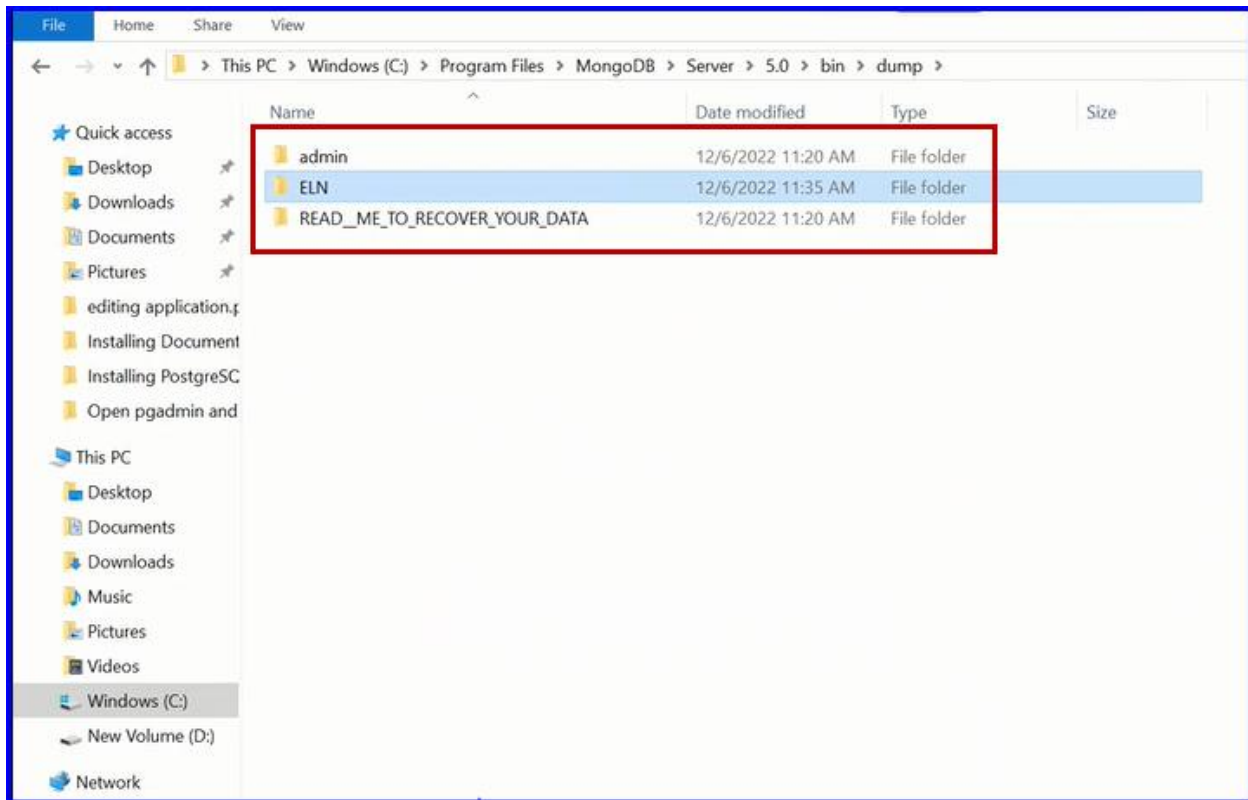 File Home Share View
This PC > Windows (C:) > Program Files > MongoDB > Server > 5.0 > bin > dump >
Name Date modified Type Size
Quick access
Desktop
Downloads
Documents
Pictures
editing application.p
Installing Document
Installing PostgreSQ
Open pgadmin and
This PC
Desktop
Documents
Downloads
Music
Pictures
Videos
Windows (C:)
New Volume (D:)
Network
admin 12/6/2022 11:20 AM File folder
ELN 12/6/2022 11:35 AM File folder
READ__ME_TO_RECOVER_YOUR_DATA 12/6/2022 11:20 AM File folder